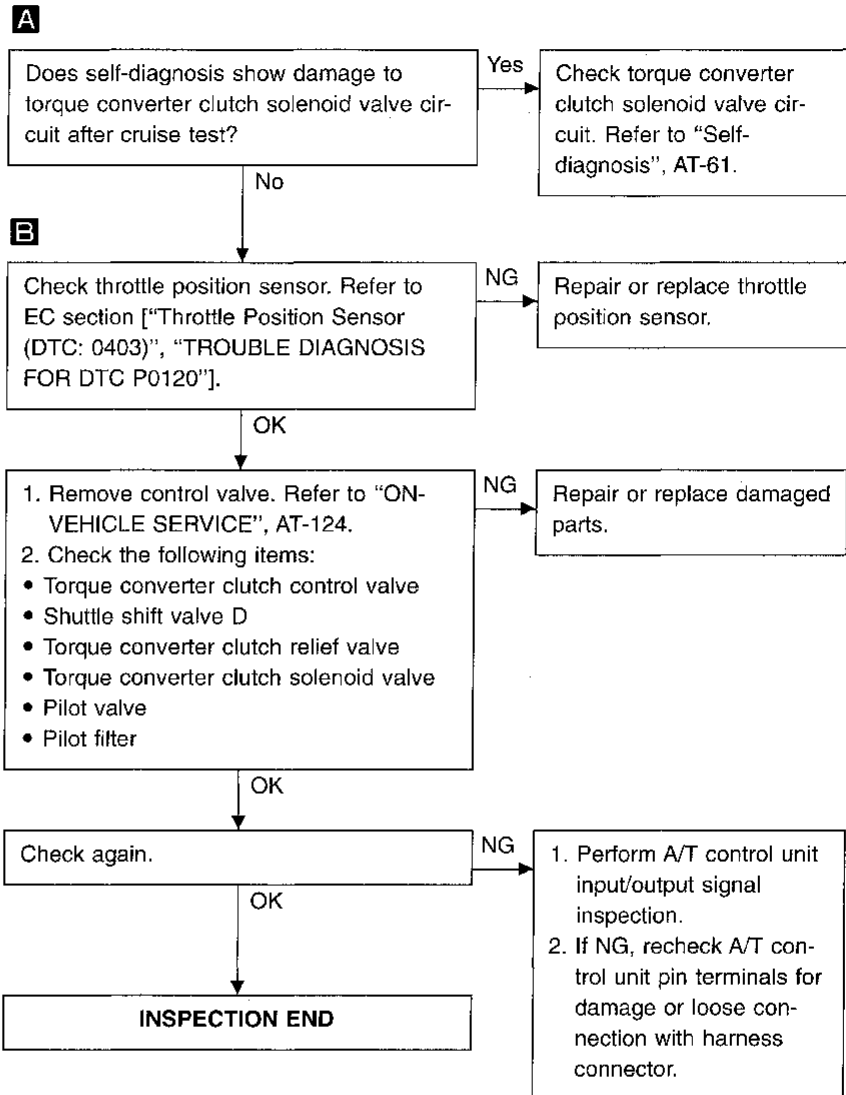 A
Does self-diagnosis show damage to
torque converter clutch solenoid valve cir-
cuit after cruise test?
Yes
Check torque converter
clutch solenoid valve cir-
cuit. Refer to “Self-
diagnosis”, AT-61.
No
B
Check throttle position sensor. Refer to
EC section [“Throttle Position Sensor
(DTC: 0403)”, “TROUBLE DIAGNOSIS
FOR DTC P0120”].
NG
Repair or replace throttle
position sensor.
OK
1. Remove control valve. Refer to “ON-
VEHICLE SERVICE”, AT-124.
2. Check the following items:
• Torque converter clutch control valve
• Shuttle shift valve D
• Torque converter clutch relief valve
• Torque converter clutch solenoid valve
• Pilot valve
• Pilot filter
NG
Repair or replace damaged
parts.
OK
Check again.
NG
1. Perform A/T control unit
input/output signal
inspection.
2. If NG, recheck A/T con-
trol unit pin terminals for
damage or loose con-
nection with harness
connector.
OK
INSPECTION END